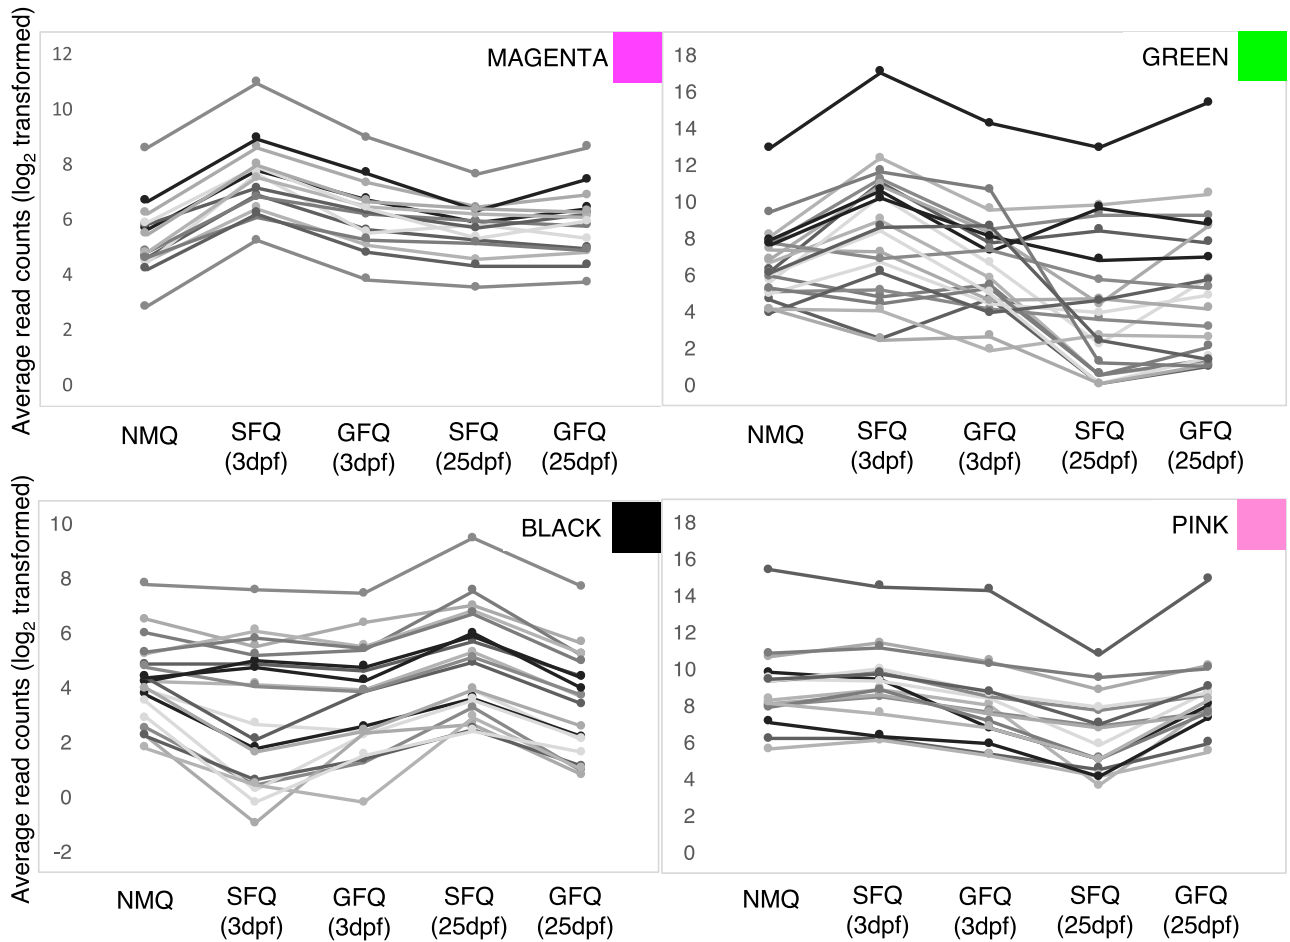 Average read counts (log2 transformed)
MAGENTA
12
10
8
6
4
2
0
NMQ
SFQ
(3dpf)
GFQ
(3dpf)
SFQ
(25dpf)
GFQ
(25dpf)
GREEN
18
16
14
12
10
8
6
4
2
0
NMQ
SFQ
(3dpf)
GFQ
(3dpf)
SFQ
(25dpf)
GFQ
(25dpf)
Average read counts (log2 transformed)
BLACK
10
8
6
4
2
0
-2
NMQ
SFQ
(3dpf)
GFQ
(3dpf)
SFQ
(25dpf)
GFQ
(25dpf)
PINK
18
16
14
12
10
8
6
4
2
0
NMQ
SFQ
(3dpf)
GFQ
(3dpf)
SFQ
(25dpf)
GFQ
(25dpf)